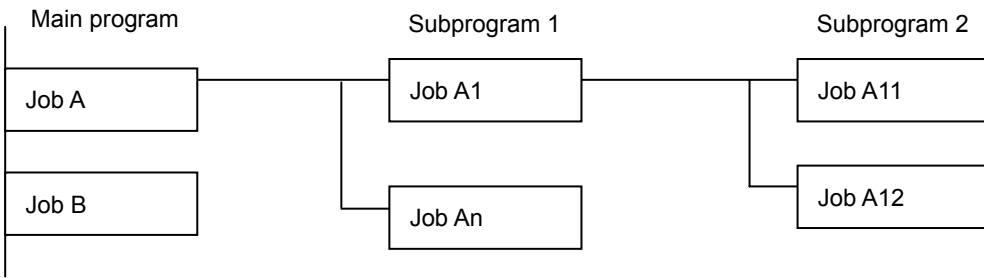 Main program
Subprogram 1
Subprogram 2
Job A
Job A1
Job A11
Job B
Job An
Job A12